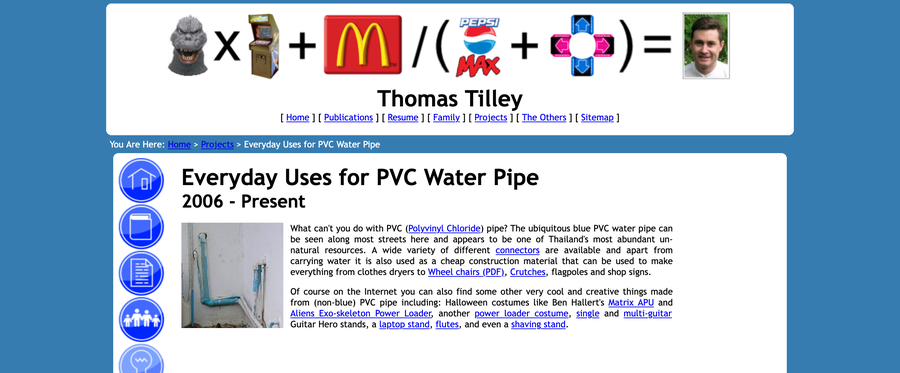 x + M /( PEPSI MAX + ) =
Thomas Tilley
[ Home ] [ Publications ] [ Resume ] [ Family ] [ Projects ] [ The Others ] [ Sitemap ]
You Are Here: Home > Projects > Everyday Uses for PVC Water Pipe
Everyday Uses for PVC Water Pipe
2006 - Present
What can't you do with PVC (Polyvinyl Chloride) pipe? The ubiquitous blue PVC water pipe can
be seen along most streets here and appears to be one of Thailand's most abundant un-
natural resources. A wide variety of different connectors are available and apart from
carrying water it is also used as a cheap construction material that can be used to make
everything from clothes dryers to Wheel chairs (PDF), Crutches, flagpoles and shop signs.
Of course on the Internet you can also find some other very cool and creative things made
from (non-blue) PVC pipe including: Halloween costumes like Ben Hallert's Matrix APU and
Aliens Exo-skeleton Power Loader, another power loader costume, single and multi-guitar
Guitar Hero stands, a laptop stand, flutes, and even a shaving stand.